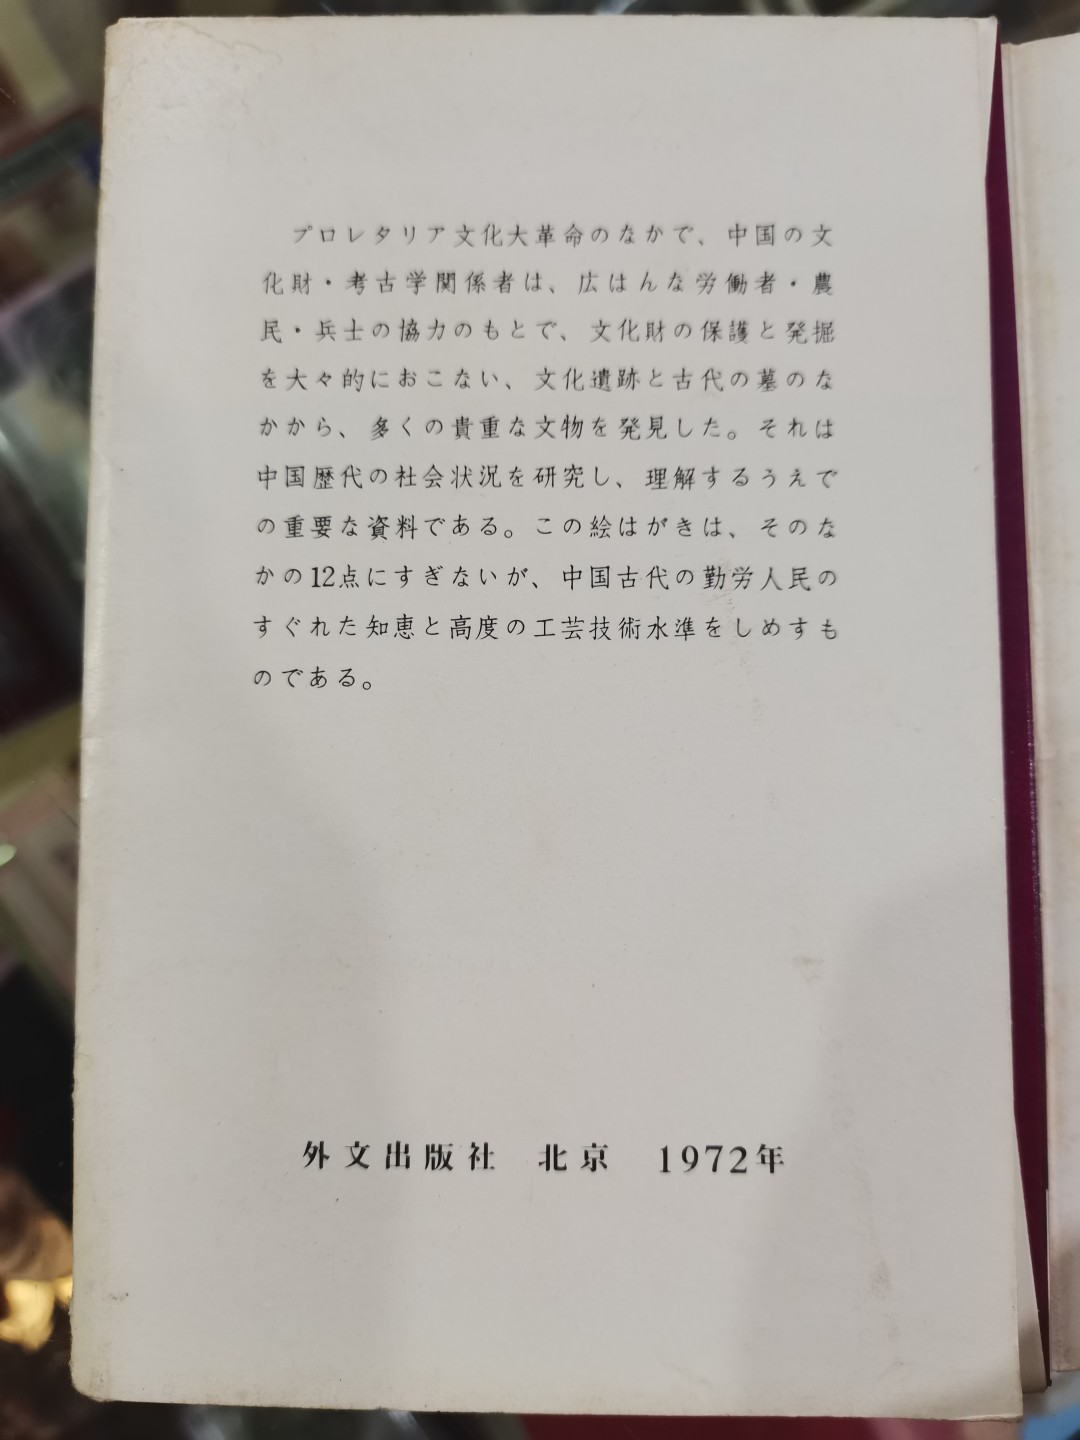 プロレタリア文化大革命のなかで、中国の文
化財・考古学関係者は、広はんな労働者・農
民・兵士の協力のもとで、文化財の保護と発掘
を大々的におこない、文化遺跡と古代の墓のな
かから、多くの貴重な文物を発見した。それは
中国歴代の社会状況を研究し、理解するうえで
の重要な資料である。この絵はがきは、そのな
かの12点にすぎないが、中国古代の勤労人民の
すぐれた知恵と高度の工芸技術水準をしめすも
のである。
外文出版社 北京 1972年